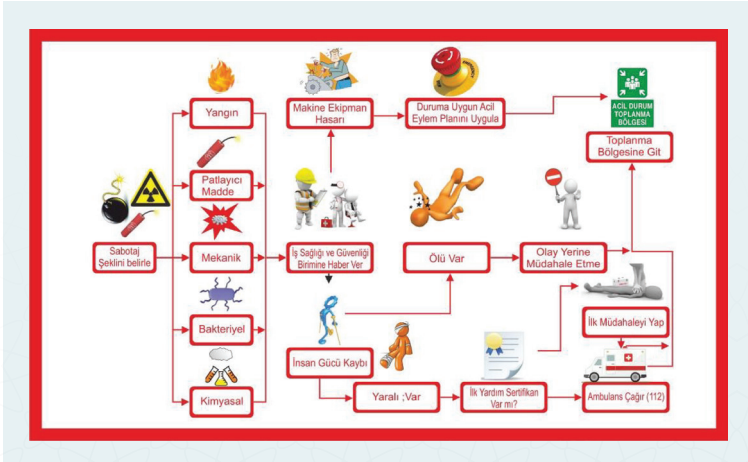 Yangın
Makine Ekipman
Hasarı
Duruma Uygun Acil
Eylem Planını Uygula
ACİL DURUM
TOPLANMA
BÖLGESİ
Toplanma
Bölgesine Git
Patlayıcı
Madde
Sabotaj
Şeklini belirle
Mekanik
İş Sağlığı ve Güvenliği
Birimine Haber Ver
Ölü Var
Olay Yerine
Müdahale Etme
Bakteriyel
İlk Müdahaleyi Yap
İnsan Gücü Kaybı
Kimyasal
Yaralı ;Var
İlk Yardım Sertifikan
Var mı?
Ambulans Çağır (112)